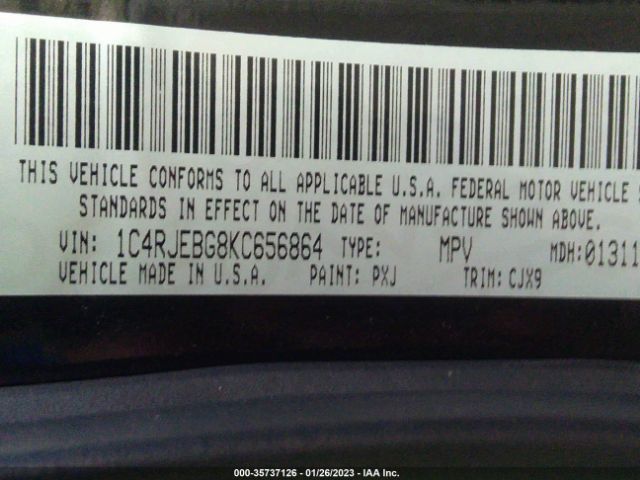 THIS VEHICLE CONFORMS TO ALL APPLICABLE U.S.A. FEDERAL MOTOR VEHICLE
STANDARDS IN EFFECT ON THE DATE OF MANUFACTURE SHOWN ABOVE.
VIN: 1C4RJEBG8KC656864 TYPE: MPV MDH:01311
VEHICLE MADE IN U.S.A. PAINT: PXJ TRIM: CJX9
000-35737126 - 01/26/2023 - IAA Inc.